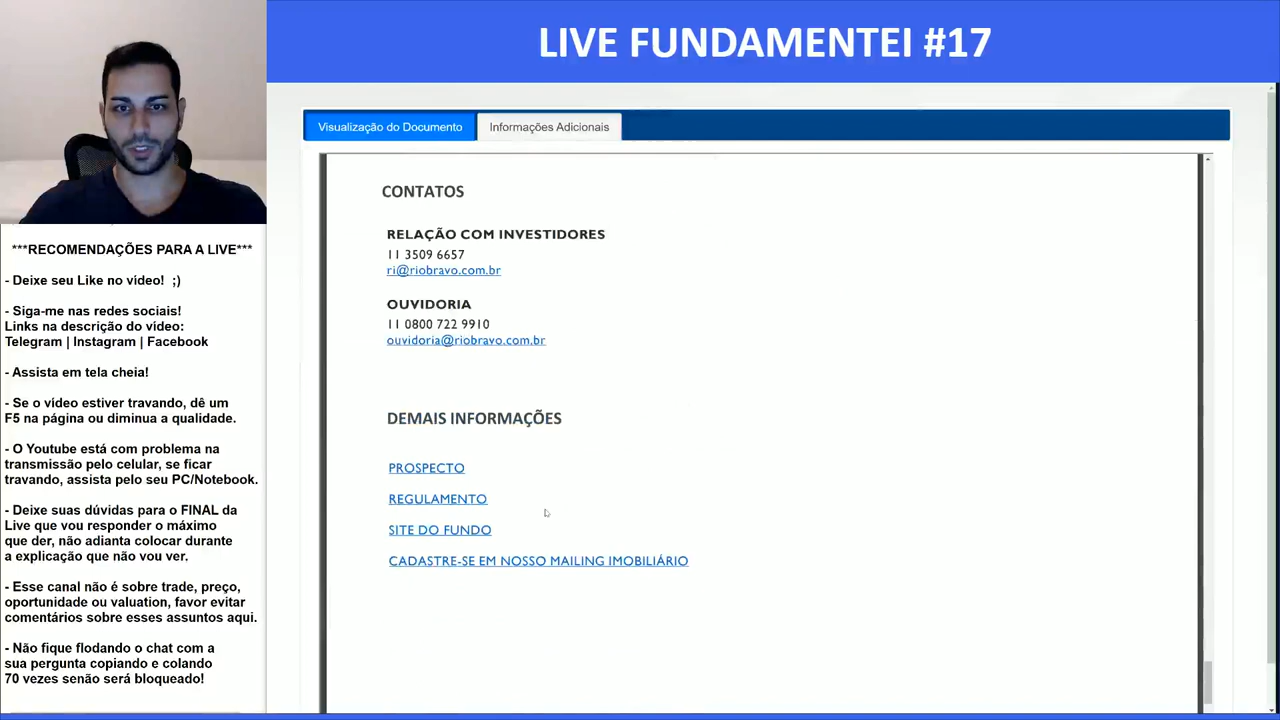 LIVE FUNDAMENTEI #17
Visualização do Documento
Informações Adicionais
CONTATOS
RELAÇÃO COM INVESTIDORES
11 3509 6657
ri@riobravo.com.br
OUVIDORIA
11 0800 722 9910
ouvidoria@riobravo.com.br
DEMAIS INFORMAÇÕES
PROSPECTO
REGULAMENTO
SITE DO FUNDO
CADASTRE-SE EM NOSSO MAILING IMOBILIÁRIO
***RECOMENDAÇÕES PARA A LIVE***
- Deixe seu Like no vídeo!  ;)
- Siga-me nas redes sociais!
Links na descrição do vídeo:
Telegram | Instagram | Facebook
- Assista em tela cheia!
- Se o vídeo estiver travando, dê um
F5 na página ou diminua a qualidade.
- O Youtube está com problema na
transmissão pelo celular, se ficar
travando, assista pelo seu PC/Notebook.
- Deixe suas dúvidas para o FINAL da
Live que vou responder o máximo
que der, não adianta colocar durante
a explicação que não vou ver.
- Esse canal não é sobre trade, preço,
oportunidade ou valuation, favor evitar
comentários sobre esses assuntos aqui.
- Não fique flodando o chat com a
sua pergunta copiando e colando
70 vezes senão será bloqueado!